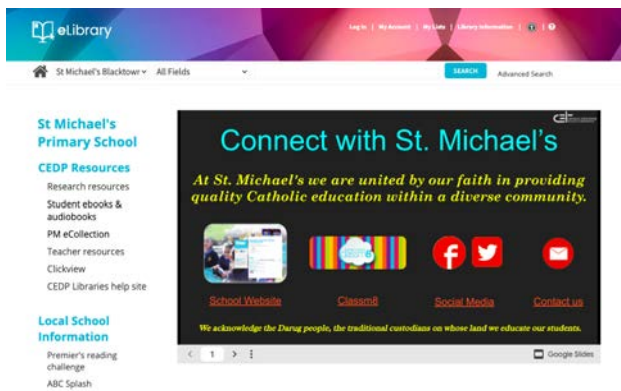 eLibrary
Log In | My Account | My Lists | Library Information
St Michael's Blacktowr
All Fields
SEARCH
Advanced Search
St Michael's
Primary School
CEDP Resources
Research resources
Student ebooks &
audiobooks
PM eCollection
Teacher resources
Clickview
CEDP Libraries help site
Local School
Information
Premier's reading
challenge
ABC Splash
Connect with St. Michael's
At St. Michael's we are united by our faith in providing
quality Catholic education within a diverse community.
School Website
Classm8
Social Media
Contact us
We acknowledge the Darug people, the traditional custodians on whose land we educate our students.
1
Google Slides